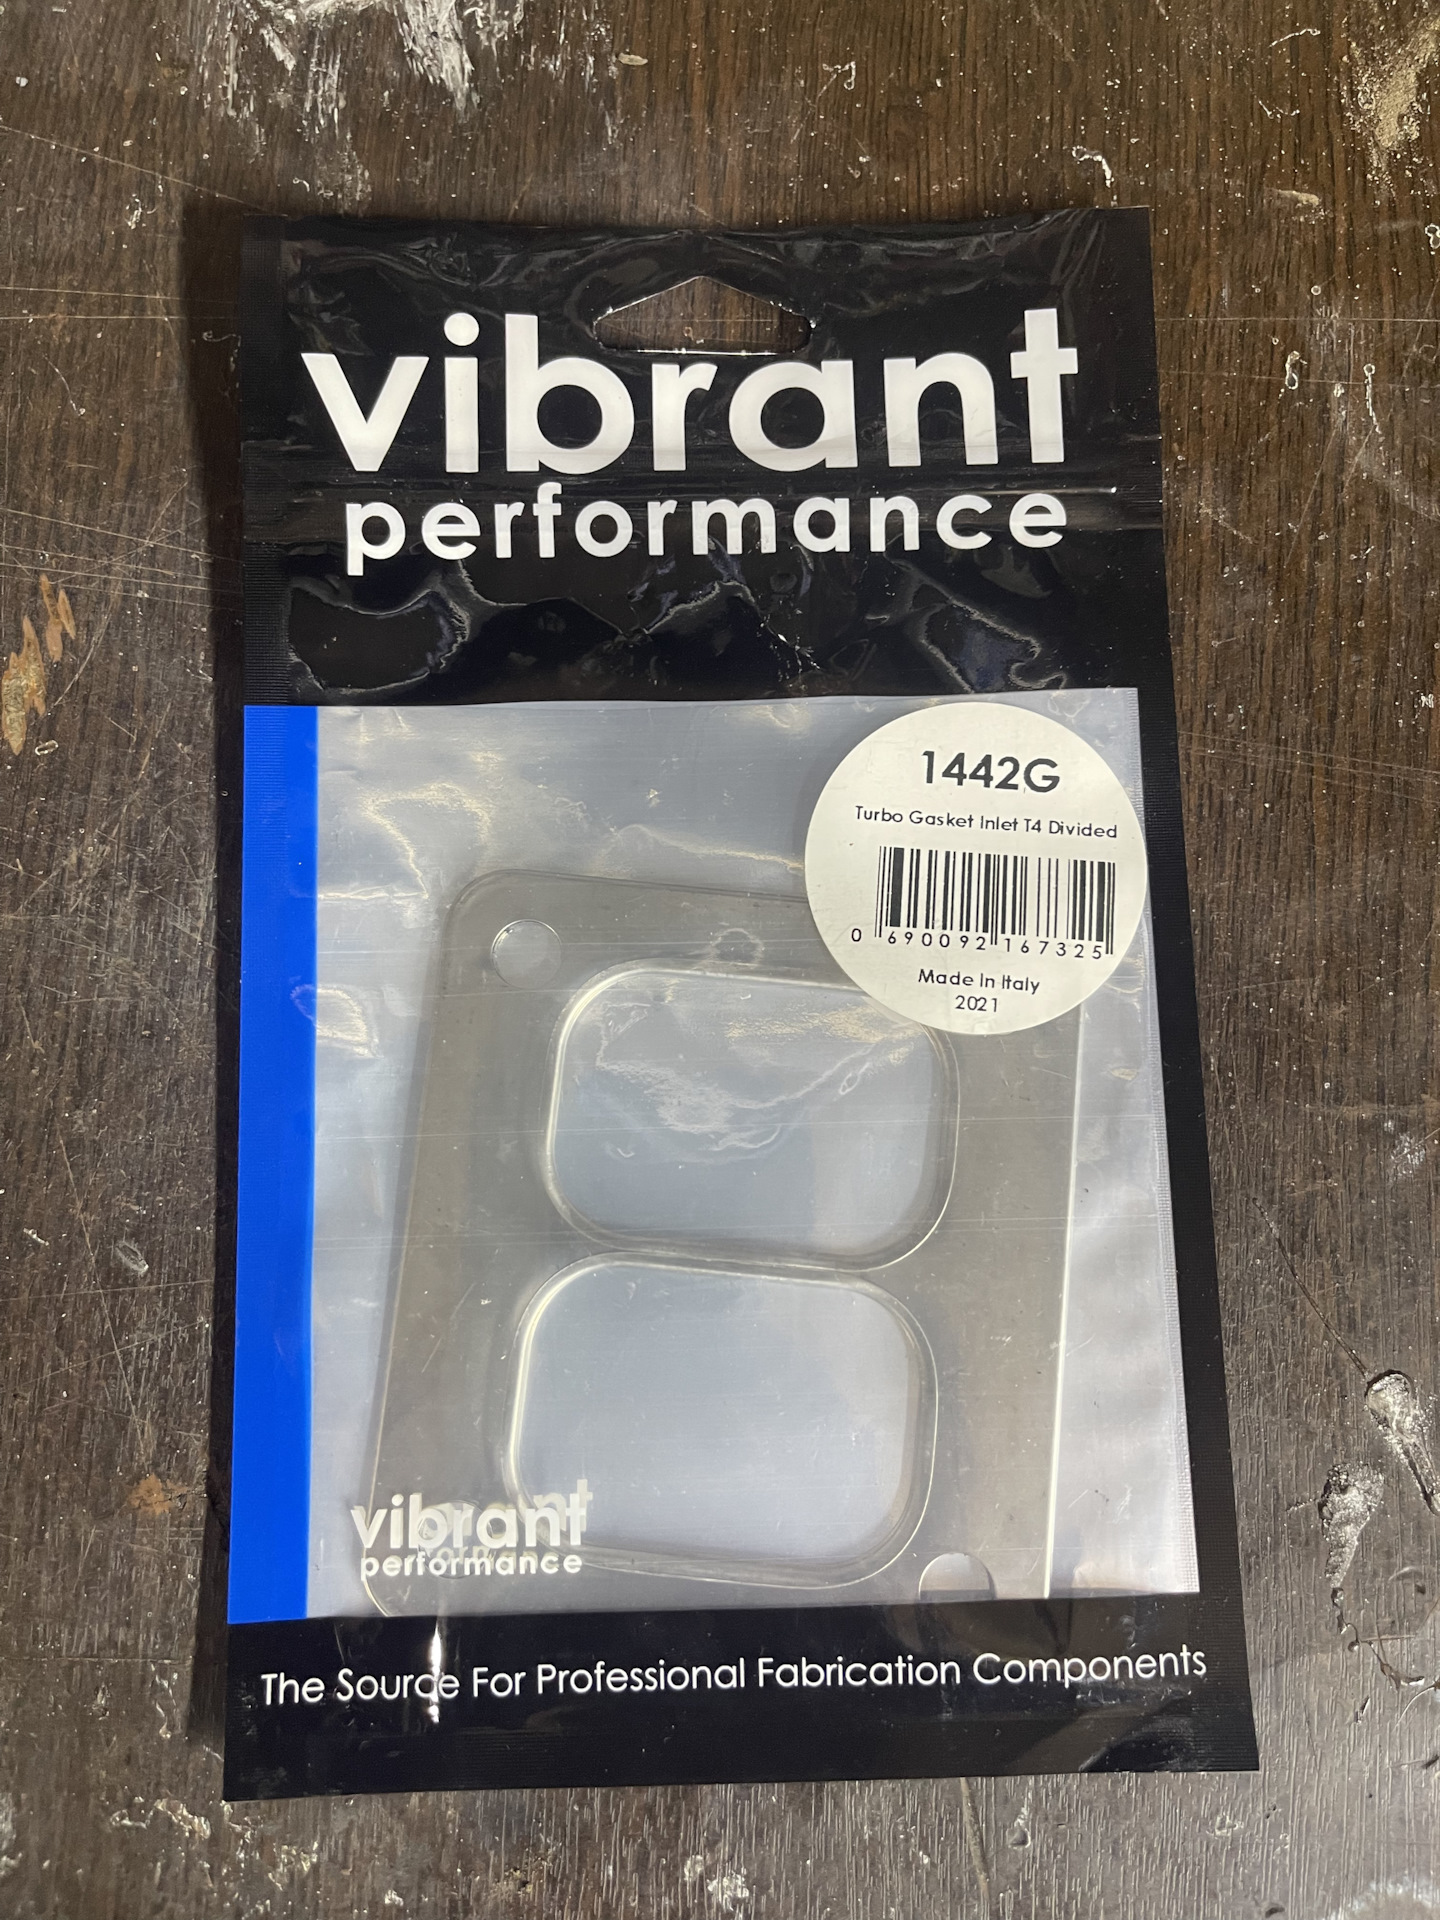 vibrant
performance
1442G
Turbo Gasket Inlet T4 Divided
0 690092 167325
Made In Italy
2021
vibrant
performance
The Source For Professional Fabrication Components